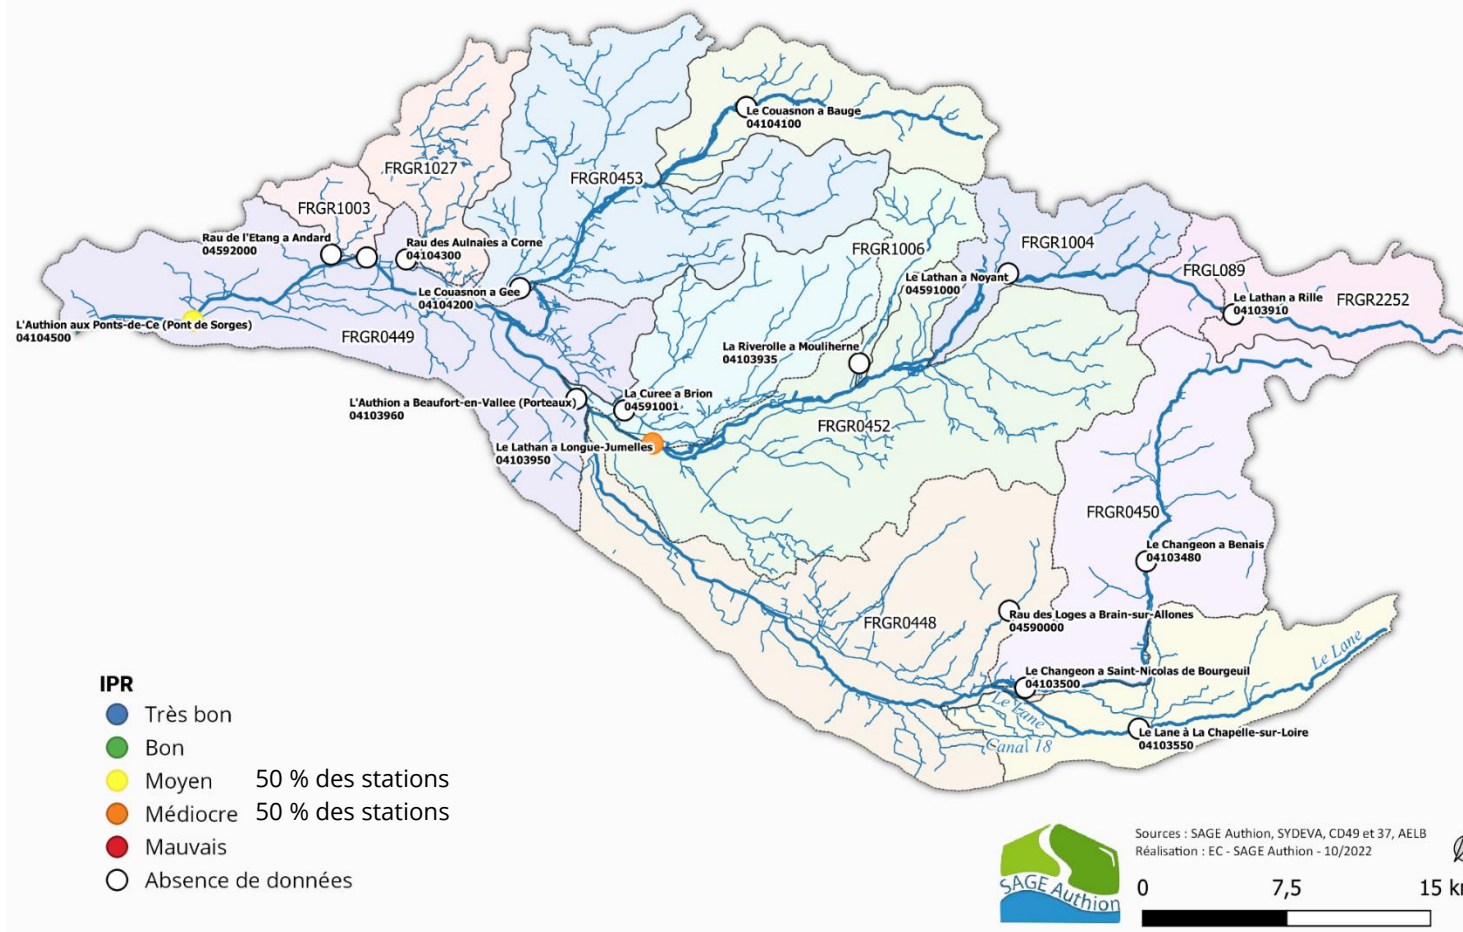 Le Couasnon a Bauge
04104100
FRGR1027
FRGR0453
FRGR1003
Rau de l'Etang a Andard
04592000
Rau des Aulnaies a Corne
04104300
FRGR1006
FRGR1004
Le Lathan a Noyant
04591000
FRGL089
FRGR2252
Le Couasnon a Gee
04104200
Le Lathan a Rille
04103910
L'Authion aux Ponts-de-Ce (Pont de Sorges)
04104500
FRGR0449
La Riverolle a Mouliherne
04103935
L'Authion a Beaufort-en-Vallee (Porteaux)
04103960
La Curee a Brion
04591001
FRGR0452
Le Lathan a Longue-Jumelles
04103950
FRGR0450
Le Changeon a Benais
04103480
FRGR0448
Rau des Loges a Brain-sur-Allones
04590000
Le Lane
Le Changeon a Saint-Nicolas de Bourgeuil
04103500
Le Lane
Canal 18
Le Lane à La Chapelle-sur-Loire
04103550
IPR
Très bon
Bon
Moyen 50 % des stations
Médiocre 50 % des stations
Mauvais
Absence de données
SAGE Authion
Sources : SAGE Authion, SYDEVA, CD49 et 37, AELB
Réalisation : EC - SAGE Authion - 10/2022
0 7,5 15 km